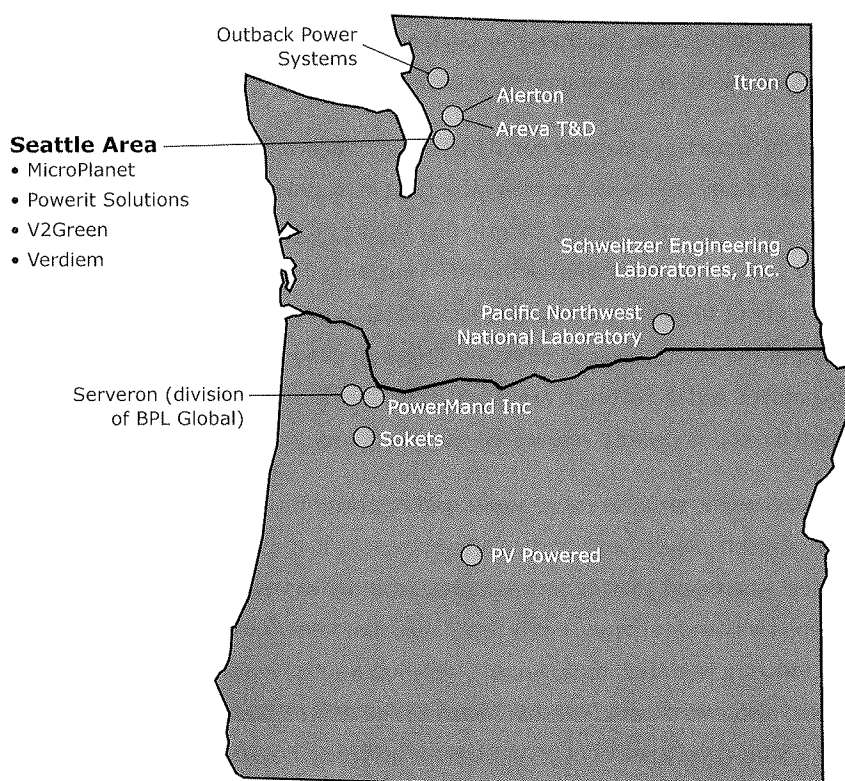 Outback Power
Systems
Alerton
Areva T&D
Itron
Seattle Area
• MicroPlanet
• Powerit Solutions
• V2Green
• Verdiem
Schweitzer Engineering
Laboratories, Inc.
Pacific Northwest
National Laboratory
Serveron (division
of BPL Global)
PowerMand Inc
Sokets
PV Powered